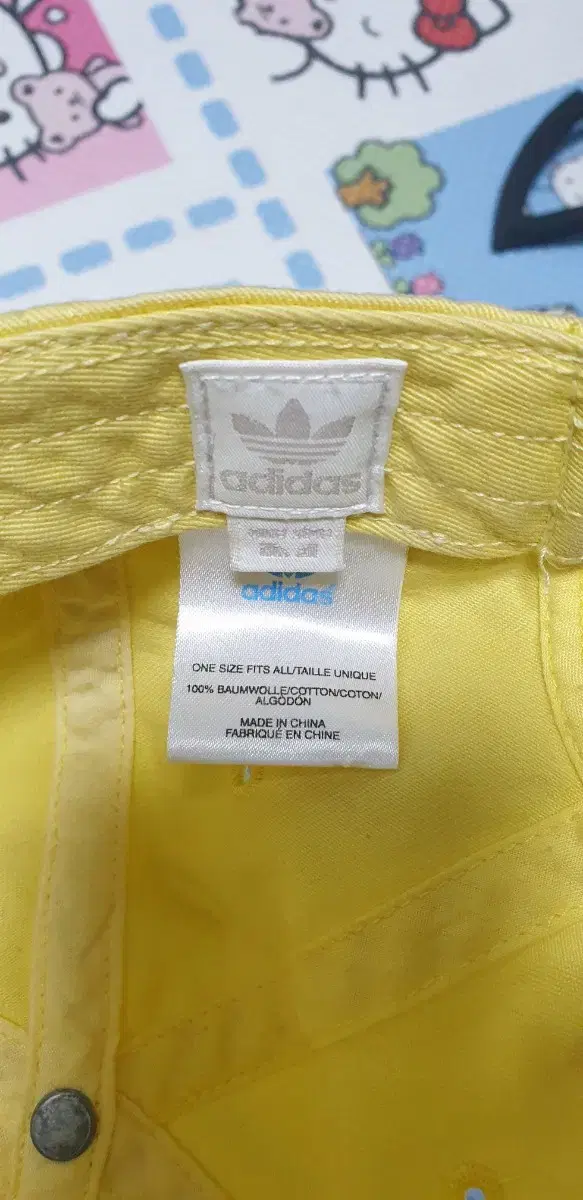 adidas
adidas
ONE SIZE FITS ALL/TAILLE UNIQUE
100% BAUMWOLLE/COTTON/COTON/
ALGODÓN
MADE IN CHINA
FABRIQUÉ EN CHINE